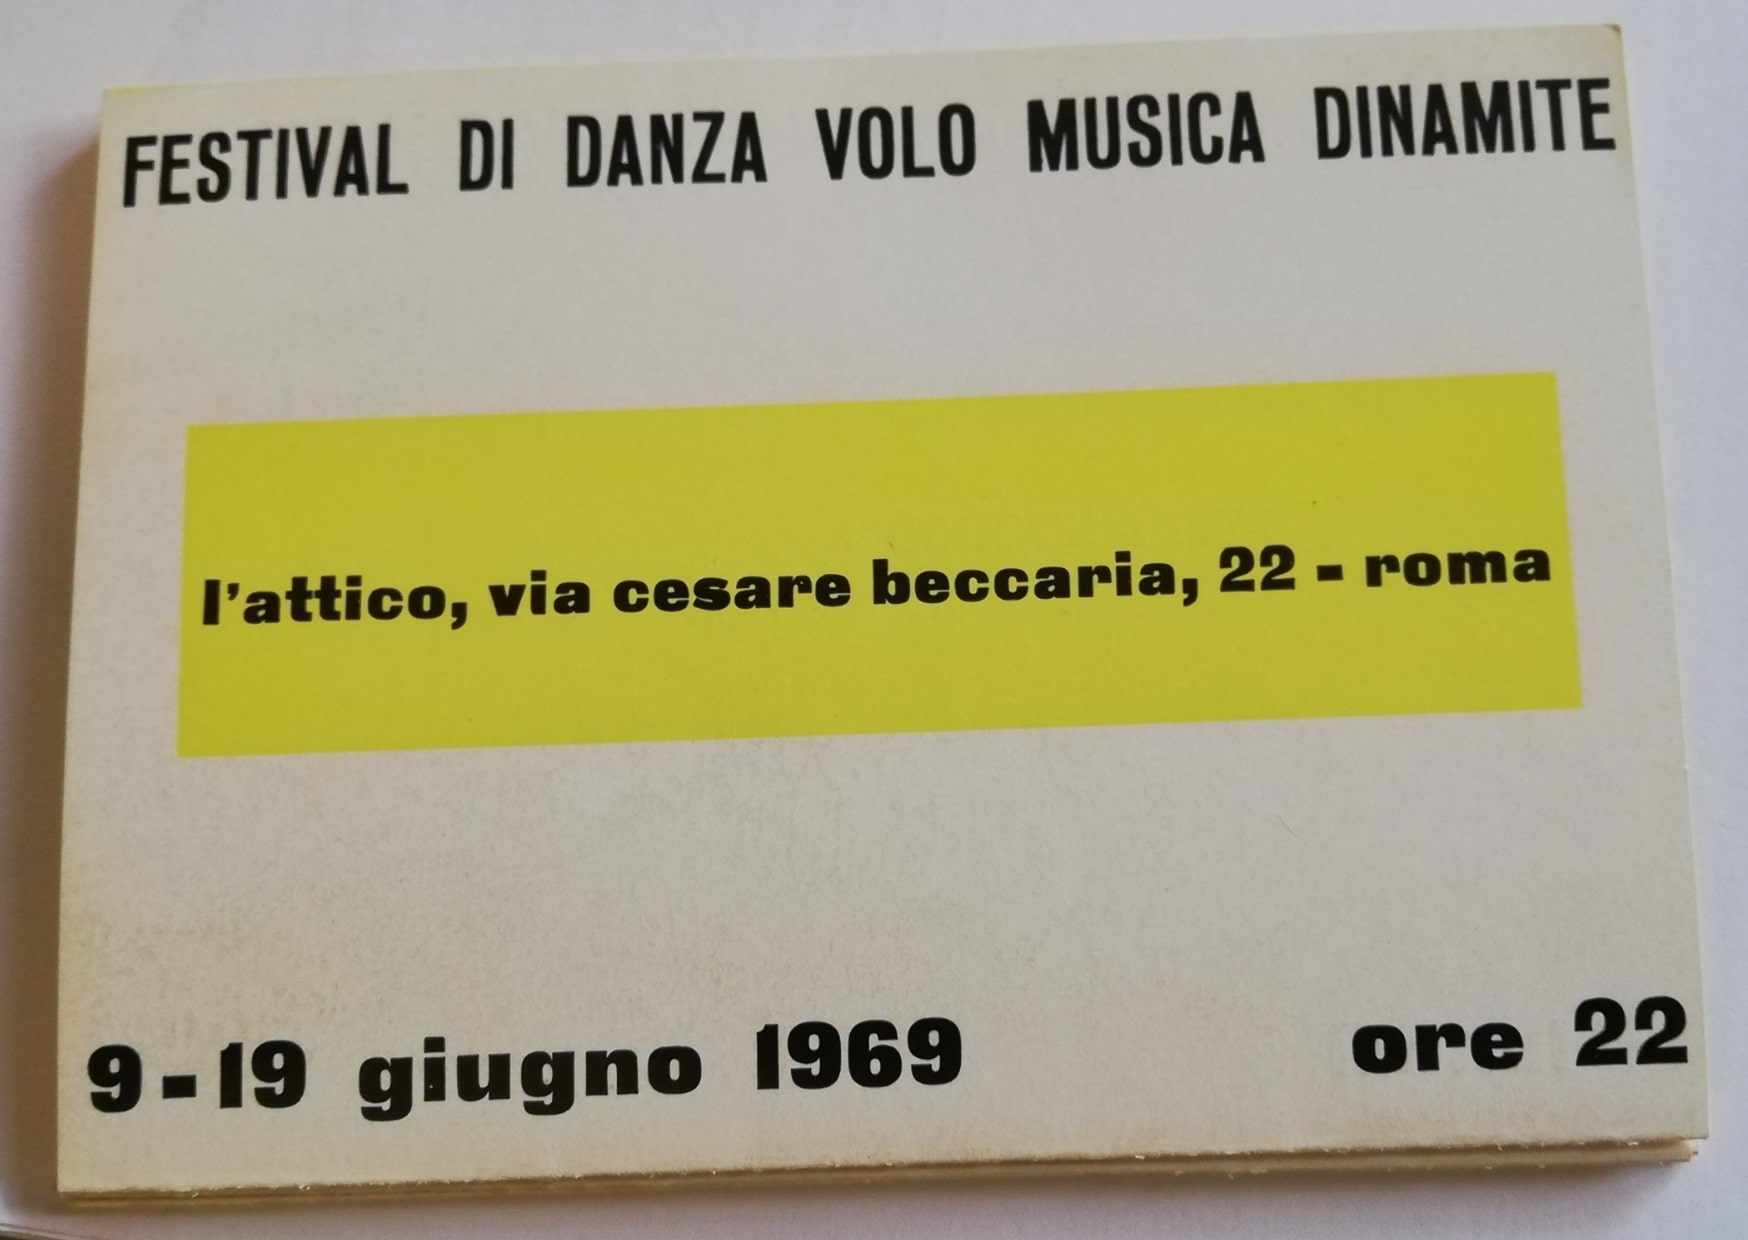 FESTIVAL DI DANZA VOLO MUSICA DINAMITE
l'attico, via cesare beccaria, 22 - roma
9-19 giugno 1969 ore 22